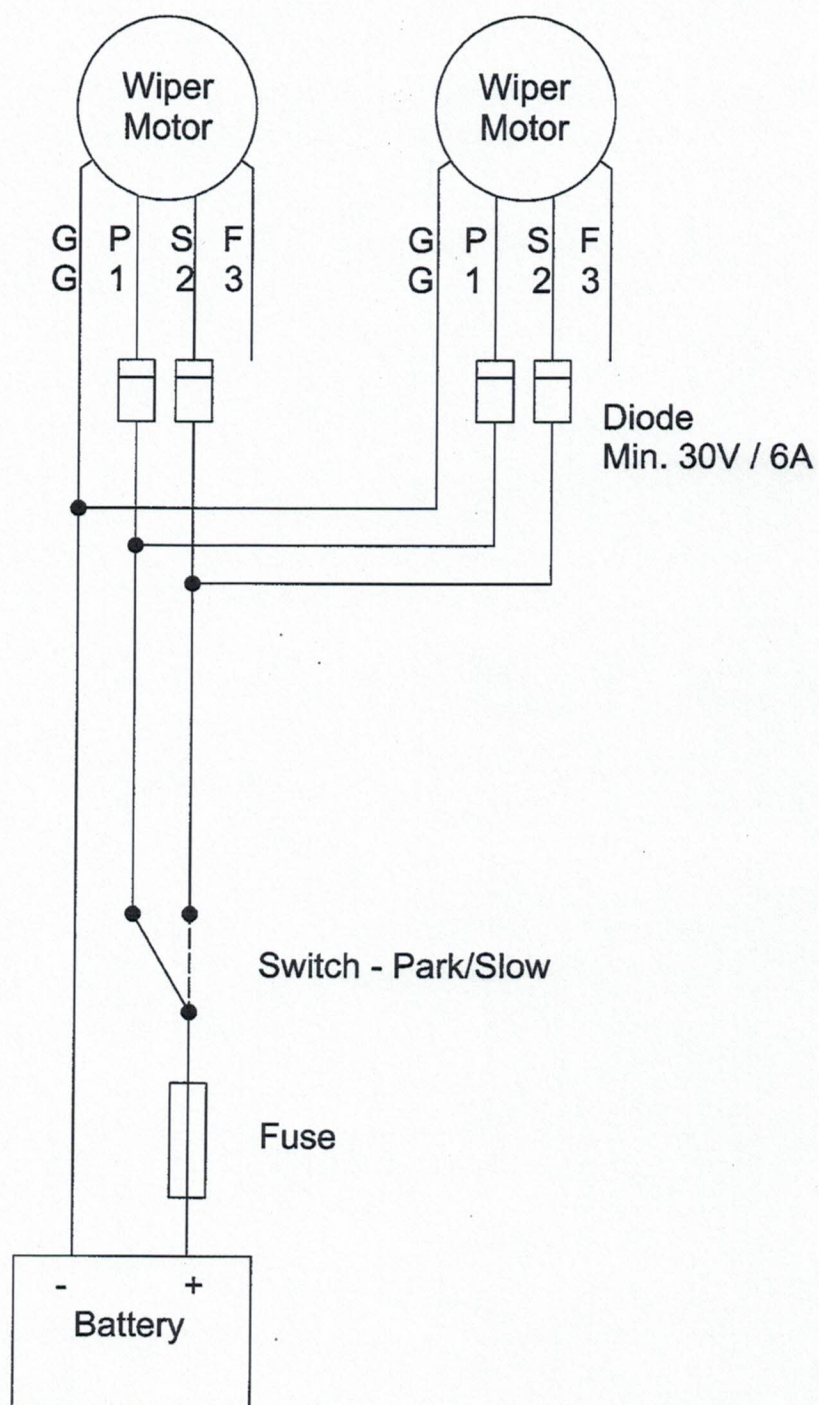 Wiper
Motor
Wiper
Motor
G P S F
G 1 2 3
G P S F
G 1 2 3
Diode
Min. 30V / 6A
Switch - Park/Slow
Fuse
- +
Battery